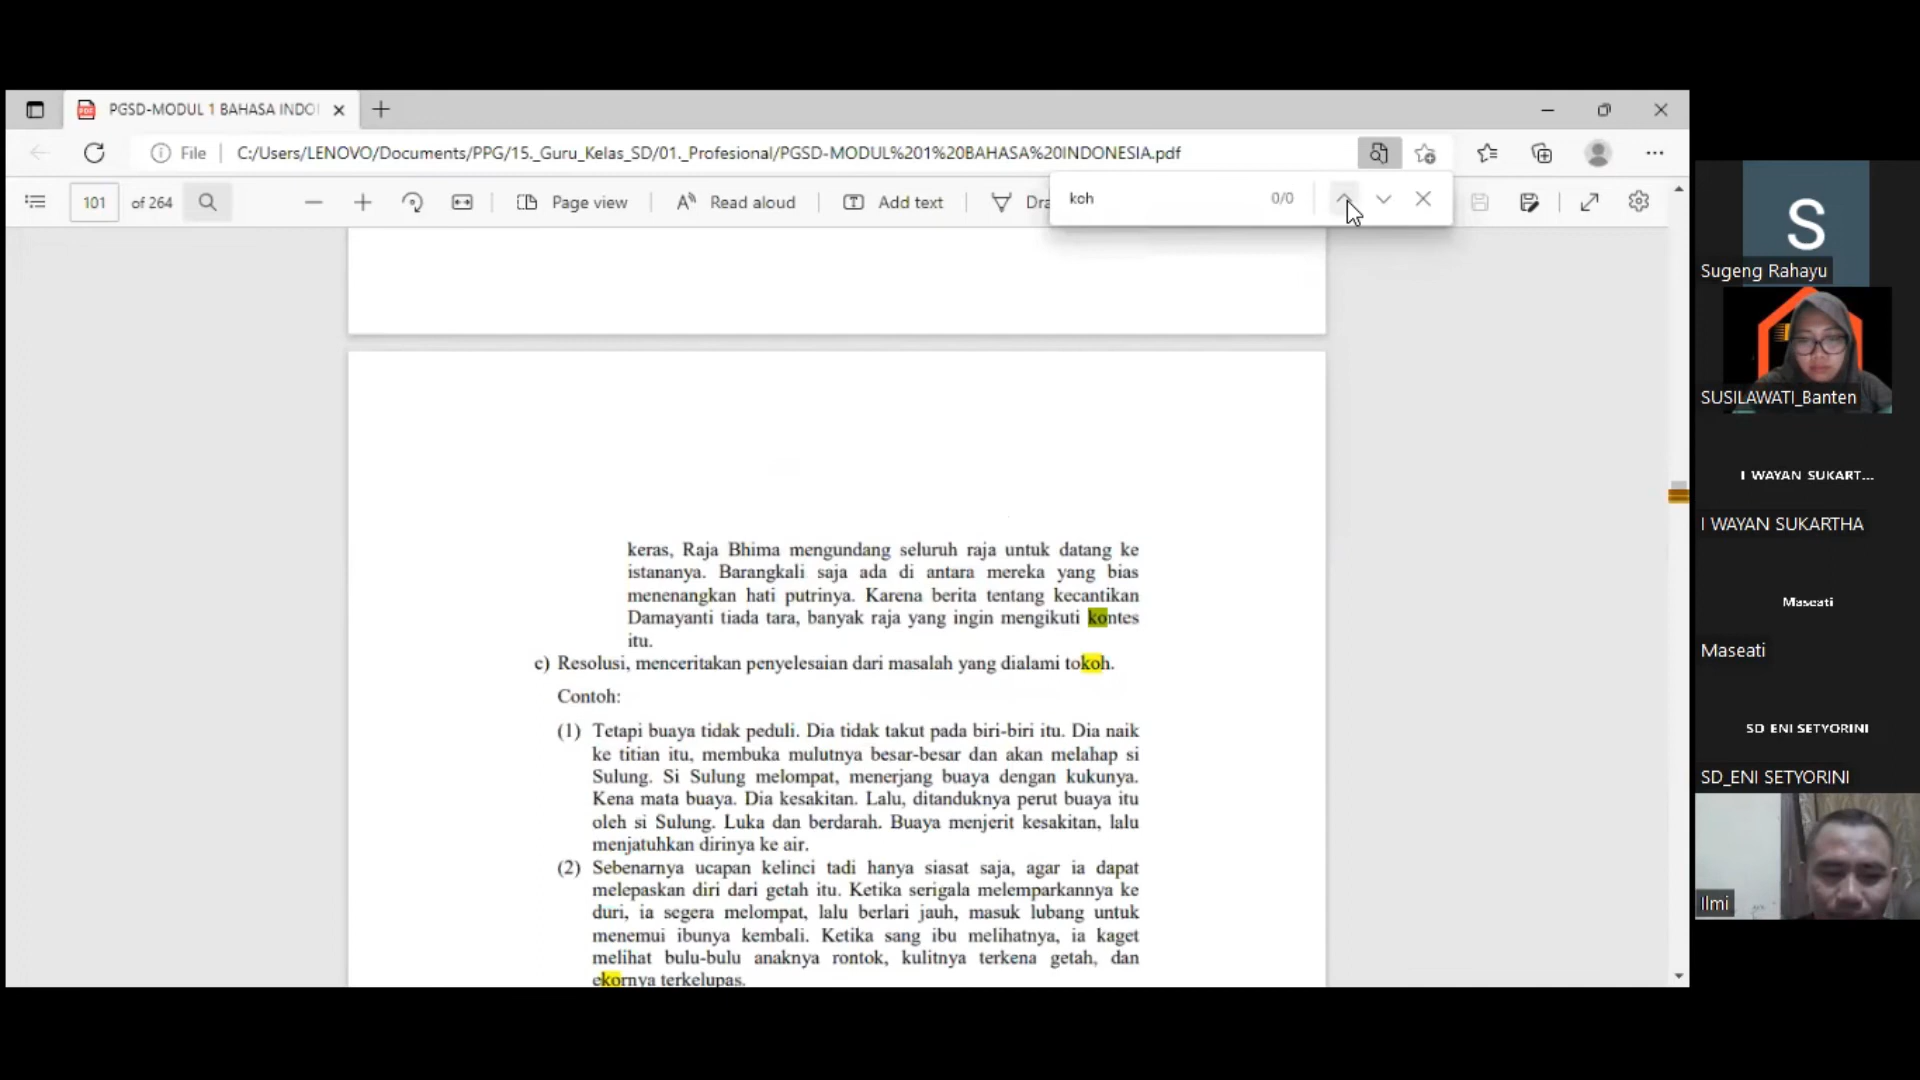 PGSD-MODUL 1 BAHASA INDO
File
C:/Users/LENOVO/Documents/PPG/15._Guru_Kelas_SD/01._Profesional/PGSD-MODUL%201%20BAHASA%20INDONESIA.pdf
101 of 264
Page view
Read aloud
Add text
Dra
koh
0/0
keras, Raja Bhima mengundang seluruh raja untuk datang ke
istananya. Barangkali saja ada di antara mereka yang bias
menenangkan hati putrinya. Karena berita tentang kecantikan
Damayanti tiada tara, banyak raja yang ingin mengikuti kontes
itu.
c) Resolusi, menceritakan penyelesaian dari masalah yang dialami tokoh.
Contoh:
(1) Tetapi buaya tidak peduli. Dia tidak takut pada biri-biri itu. Dia naik
ke titian itu, membuka mulutnya besar-besar dan akan melahap si
Sulung. Si Sulung melompat, menerjang buaya dengan kukunya.
Kena mata buaya. Dia kesakitan. Lalu, ditanduknya perut buaya itu
oleh si Sulung. Luka dan berdarah. Buaya menjerit kesakitan, lalu
menjatuhkan dirinya ke air.
(2) Sebenarnya ucapan kelinci tadi hanya siasat saja, agar ia dapat
melepaskan diri dari getah itu. Ketika serigala melemparkannya ke
duri, ia segera melompat, lalu berlari jauh, masuk lubang untuk
menemui ibunya kembali. Ketika sang ibu melihatnya, ia kaget
melihat bulu-bulu anaknya rontok, kulitnya terkena getah, dan
ekornya terkelupas.
S
Sugeng Rahayu
SUSILAWATI_Banten
I WAYAN SUKART...
I WAYAN SUKARTHA
Maseati
Maseati
SD ENI SETYORINI
SD_ENI SETYORINI
Ilmi